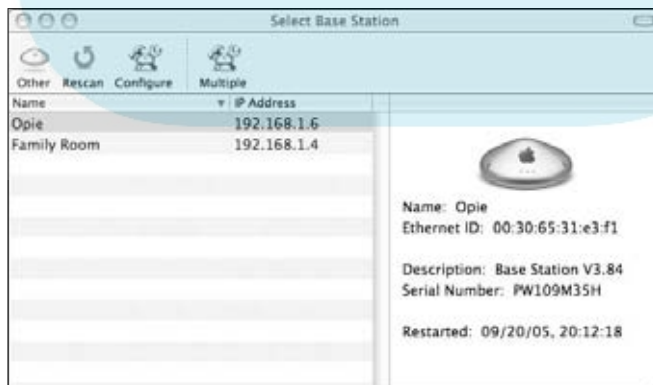 Select Base Station
Other Rescan Configure Multiple
Name IP Address
Opie 192.168.1.6
Family Room 192.168.1.4
Name: Opie
Ethernet ID: 00:30:65:31:e3:f1
Description: Base Station V3.84
Serial Number: PW109M35H
Restarted: 09/20/05, 20:12:18